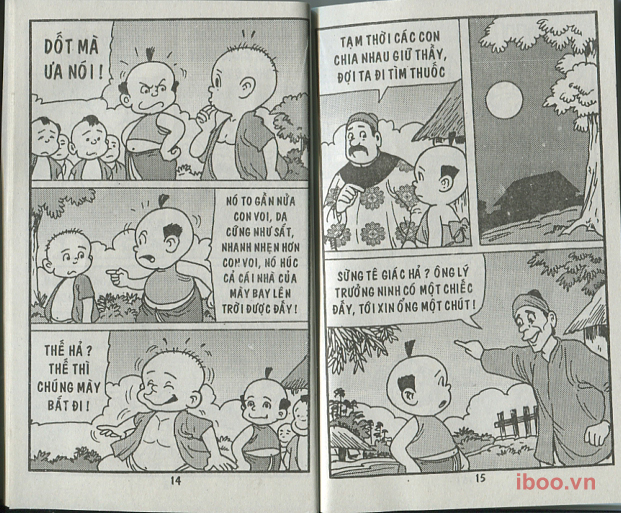 DỐT MÀ
ƯA NÓI !
NÓ TO GẦN NỬA
CON VOI, DA
CỨNG NHƯ SẮT,
NHANH NHẸN HƠN
CON VOI, NÓ HÚC
CẢ CÁI NHÀ CỦA
MÀY BAY LÊN
TRỜI ĐƯỢC ĐẤY !
THẾ HẢ ?
THẾ THÌ
CHÚNG MÀY
BẮT ĐI !
14
TẠM THỜI CÁC CON
CHIA NHAU GIỮ THẦY,
ĐỢI TA ĐI TÌM THUỐC
SỪNG TÊ GIÁC HẢ ? ÔNG LÝ
TRƯỞNG NINH CÓ MỘT CHIẾC
ĐẤY, TỚI XIN ỔNG MỘT CHÚT !
15
iboo.vn